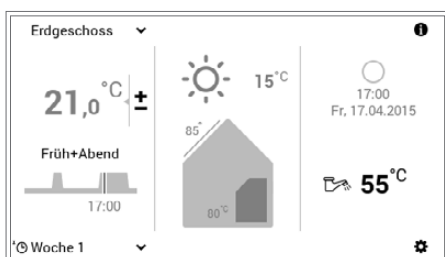 Erdgeschoss
21,0°C ±
Früh+Abend
17:00
Woche 1
15°C
85°
80°C
17:00
Fr, 17.04.2015
55°C